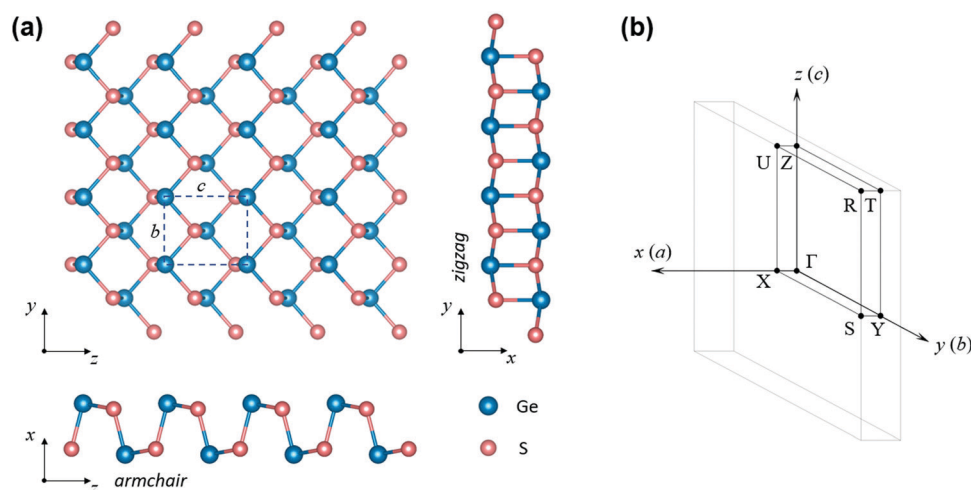 (a)
c
b
y
z
zigzag
y
x
x
z
armchair
Ge
S
(b)
z (c)
U Z
R T
x (a)
Γ
X
S Y
y (b)